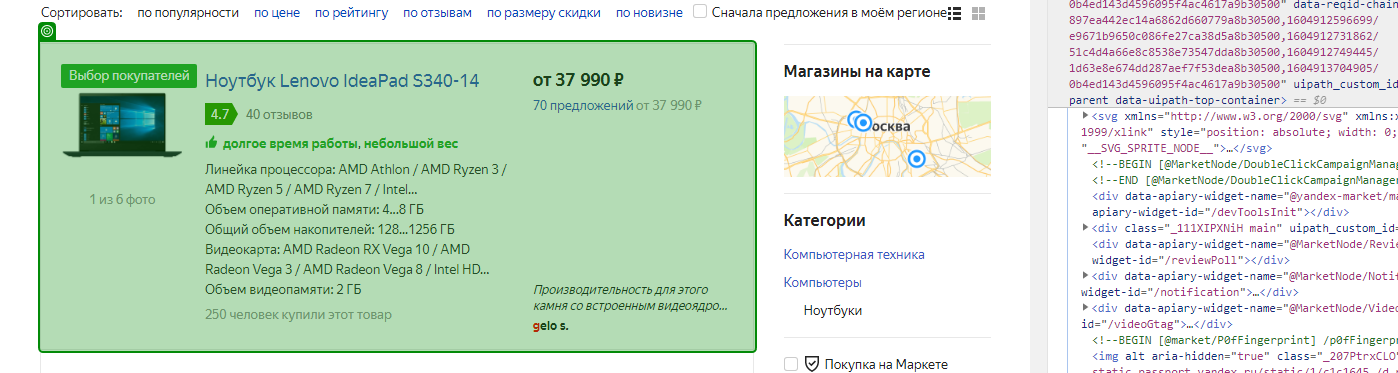 Сортировать: по популярности по цене по рейтингу по отзывам по размеру скидки по новизне Сначала предложения в моём регионе
Выбор покупателей
Ноутбук Lenovo IdeaPad S340-14
4.7 40 отзывов
долгое время работы, небольшой вес
Линейка процессора: AMD Athlon / AMD Ryzen 3 /
AMD Ryzen 5 / AMD Ryzen 7 / Intel...
Объем оперативной памяти: 4...8 ГБ
Общий объем накопителей: 128...1256 ГБ
Видеокарта: AMD Radeon RX Vega 10 / AMD
Radeon Vega 3 / AMD Radeon Vega 8 / Intel HD...
Объем видеопамяти: 2 ГБ
250 человек купили этот товар
1 из 6 фото
от 37 990 ₽
70 предложений от 37 990 ₽
Производительность для этого
камня со встроенным видеоядро...
gelo s.
Магазины на карте
Москва
Категории
Компьютерная техника
Компьютеры
Ноутбуки
Покупка на Маркете
0b4ed143d4596095f4ac4617a9b30500" data-reqid-chain
897ea442ec14a6862d660779a8b30500,1604912596699/
e9671b9650c086fe27ca38d5a8b30500,1604912731862/
51c4d4a66e8c8538e73547dda8b30500,1604912749445/
1d63e8e674dd287aef7f53dea8b30500,1604913704905/
0b4ed143d4596095f4ac4617a9b30500" uipath_custom_id
parent data-uipath-top-container> == $0
<svg xmlns="http://www.w3.org/2000/svg" xmlns:x
1999/xlink" style="position: absolute; width: 0;
"__SVG_SPRITE_NODE__">…</svg>
<!--BEGIN [@MarketNode/DoubleClickCampaignManage
<!--END [@MarketNode/DoubleClickCampaignManager
<div data-apiary-widget-name="@yandex-market/ma
apiary-widget-id="/devToolsInit"></div>
<div class="_111XIPXNiH main" uipath_custom_id=
<div data-apiary-widget-name="@MarketNode/Revie
widget-id="/reviewPoll"></div>
<div data-apiary-widget-name="@MarketNode/Notif
widget-id="/notification">…</div>
<div data-apiary-widget-name="@MarketNode/Video
id="/videoGtag">…</div>
<!--BEGIN [@market/P0fFingerprint] /p0fFingerpr
<img alt aria-hidden="true" class="_207PtrxCLO"